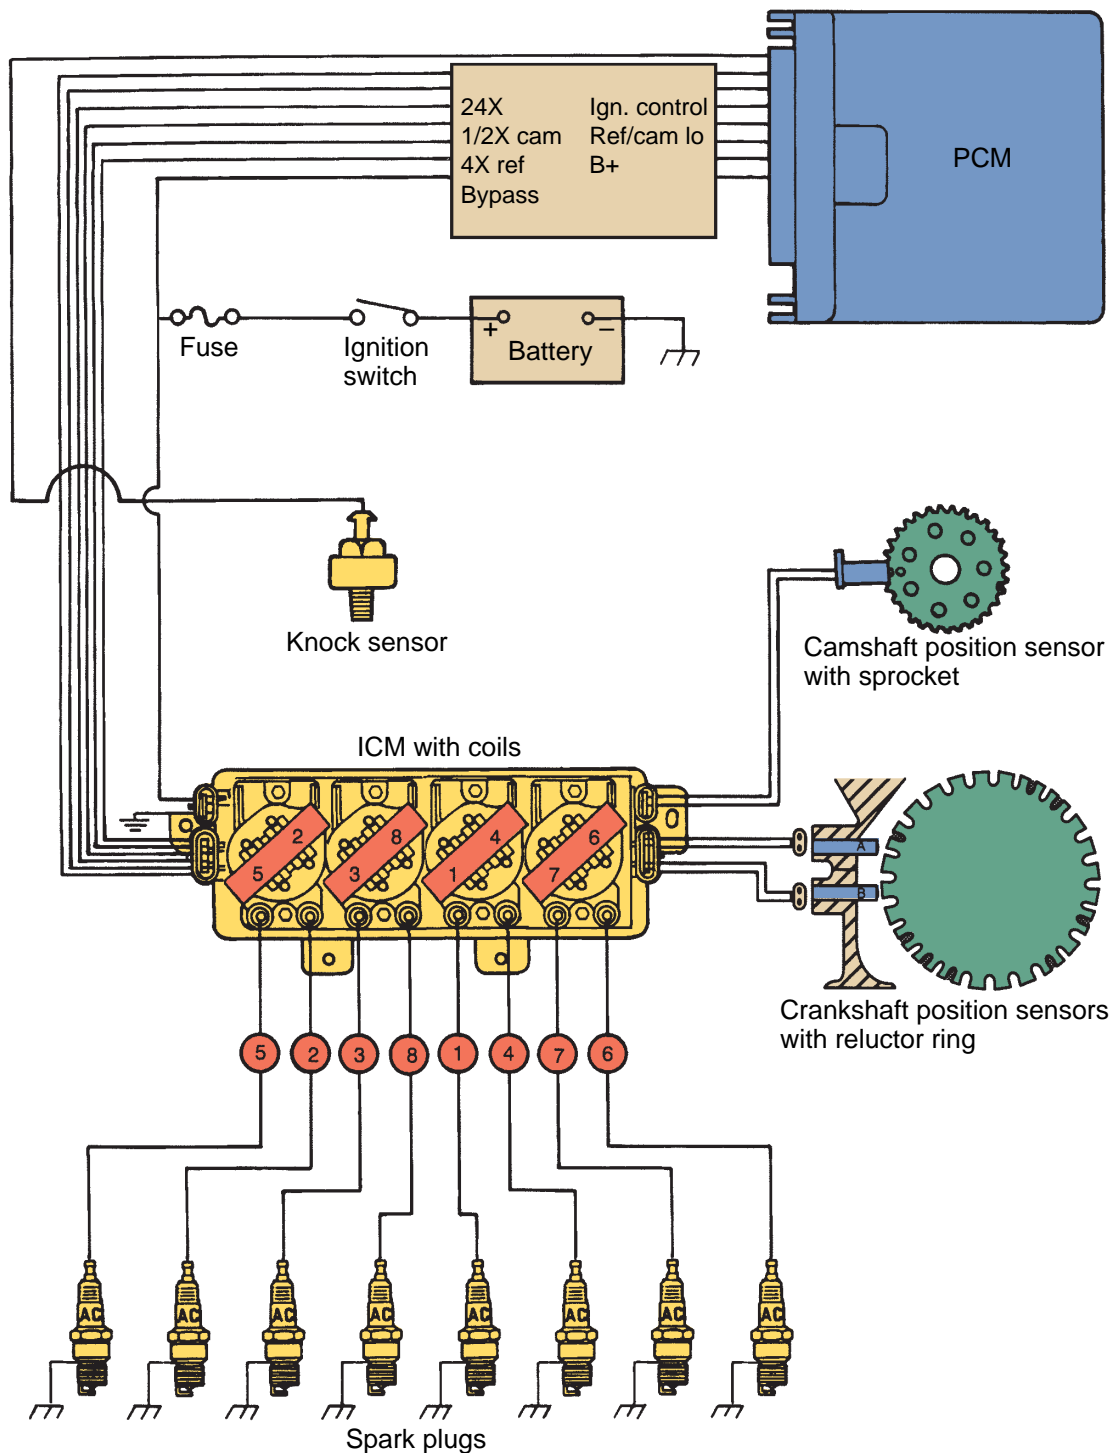 24X
Ign. control
1/2X cam
Ref/cam lo
4X ref
B+
Bypass
PCM
Fuse
Ignition
switch
+
Battery
−
Knock sensor
Camshaft position sensor
with sprocket
ICM with coils
2
5
8
3
4
1
6
7
A
B
Crankshaft position sensors
with reluctor ring
5
2
3
8
1
4
7
6
AC
AC
AC
AC
AC
AC
AC
AC
Spark plugs